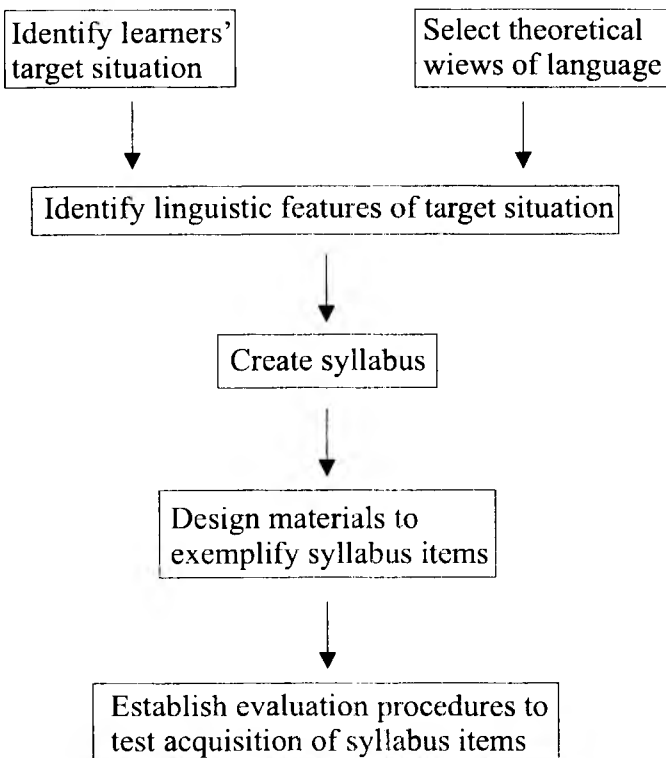 Identify learners'
target situation
Select theoretical
wiews of language
Identify linguistic features of target situation
Create syllabus
Design materials to
exemplify syllabus items
Establish evaluation procedures to
test acquisition of syllabus items